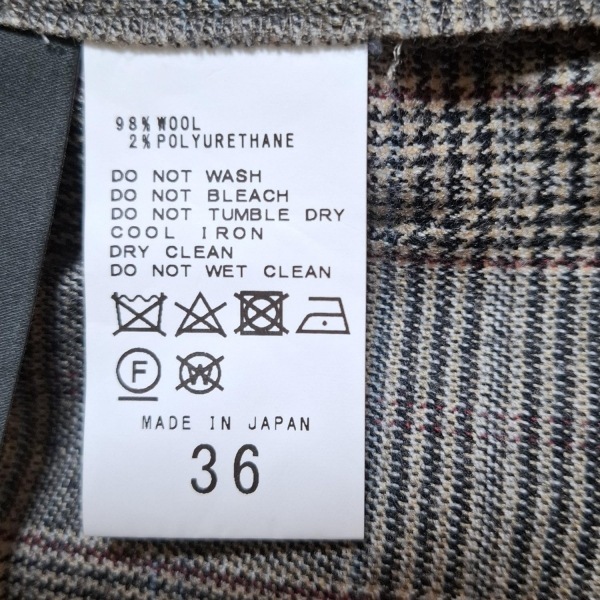 98% WOOL
2% POLYURETHANE
DO NOT WASH
DO NOT BLEACH
DO NOT TUMBLE DRY
COOL IRON
DRY CLEAN
DO NOT WET CLEAN
F W
MADE IN JAPAN
36